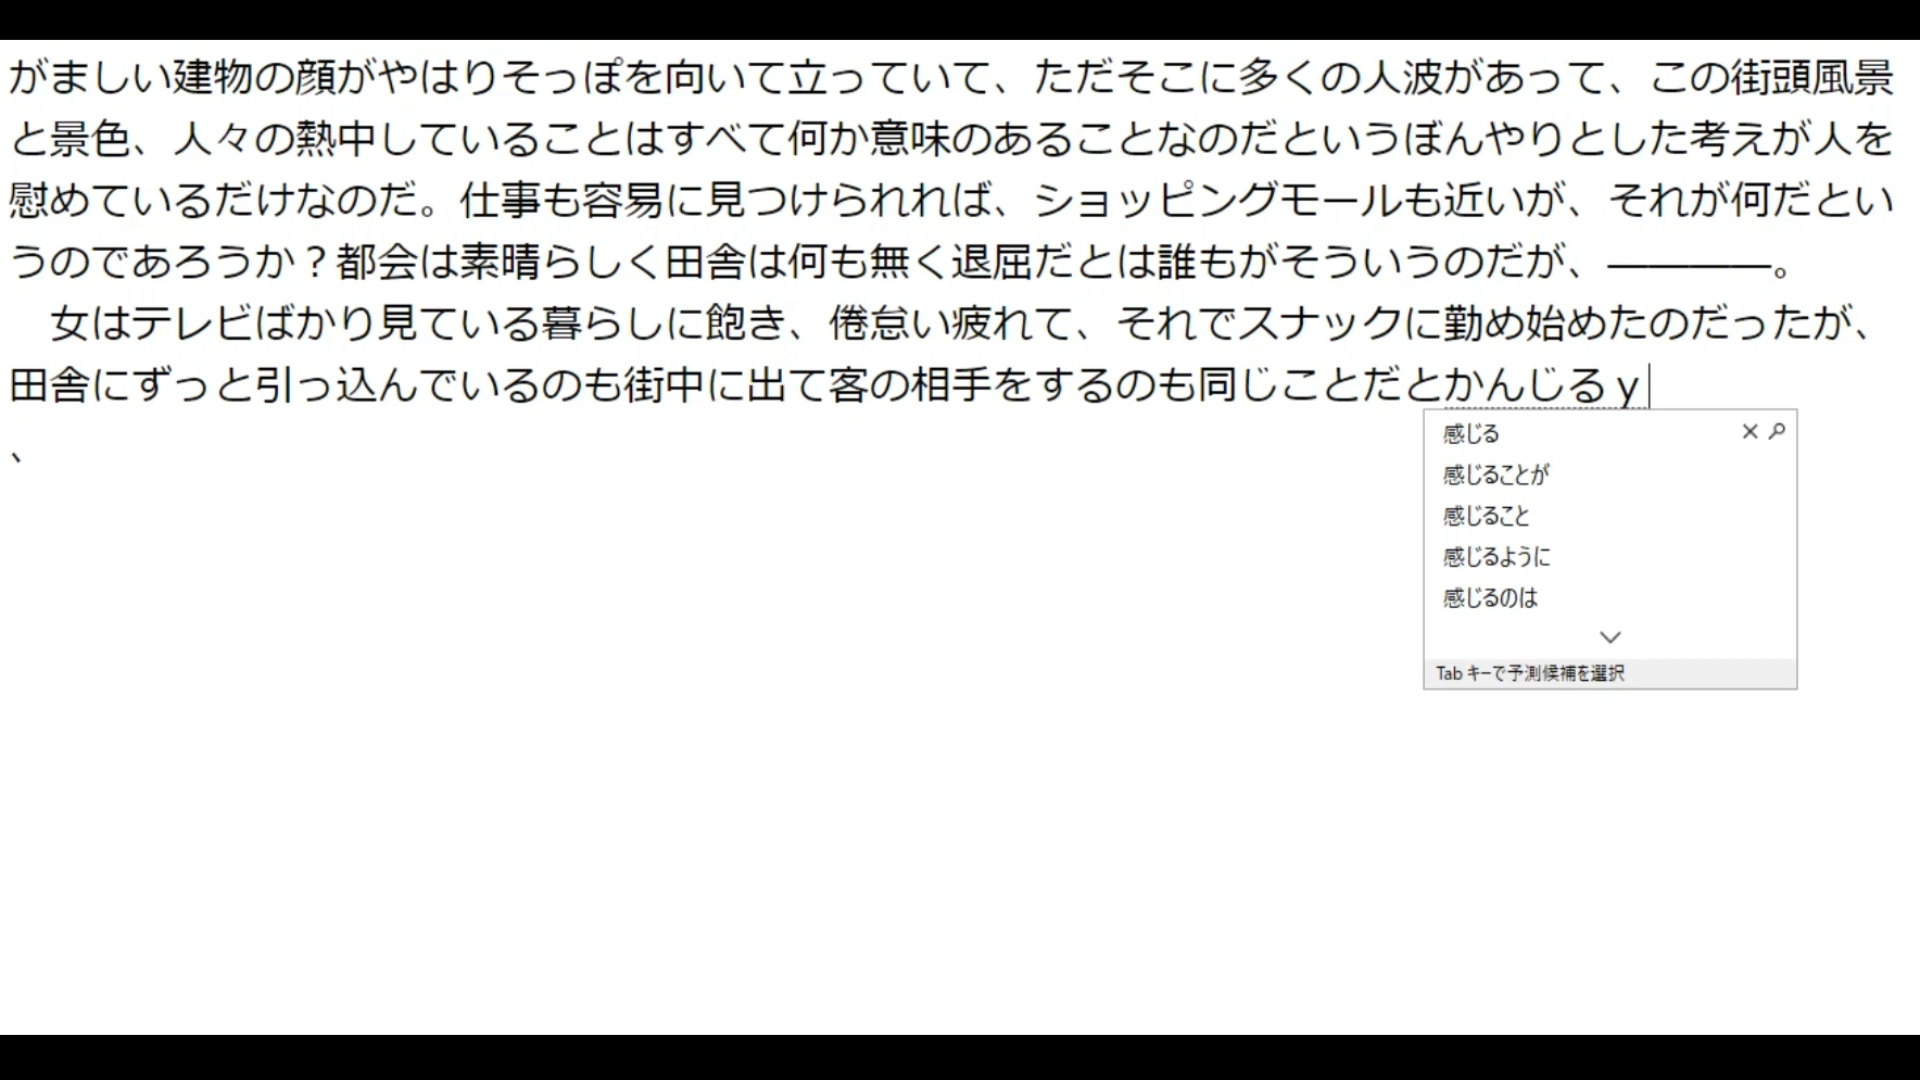 がましい建物の顔がやはりそっぽを向いて立っていて、ただそこに多くの人波があって、この街頭風景
と景色、人々の熱中していることはすべて何か意味のあることなのだというぼんやりとした考えが人を
慰めているだけなのだ。仕事も容易に見つけられれば、ショッピングモールも近いが、それが何だとい
うのであろうか？都会は素晴らしく田舎は何も無く退屈だとは誰もがそういうのだが、――――。
　女はテレビばかり見ている暮らしに飽き、倦怠い疲れて、それでスナックに勤め始めたのだったが、
田舎にずっと引っ込んでいるのも街中に出て客の相手をするのも同じことだとかんじるｙ
、
感じる
感じることが
感じること
感じるように
感じるのは
Tab キーで予測候補を選択